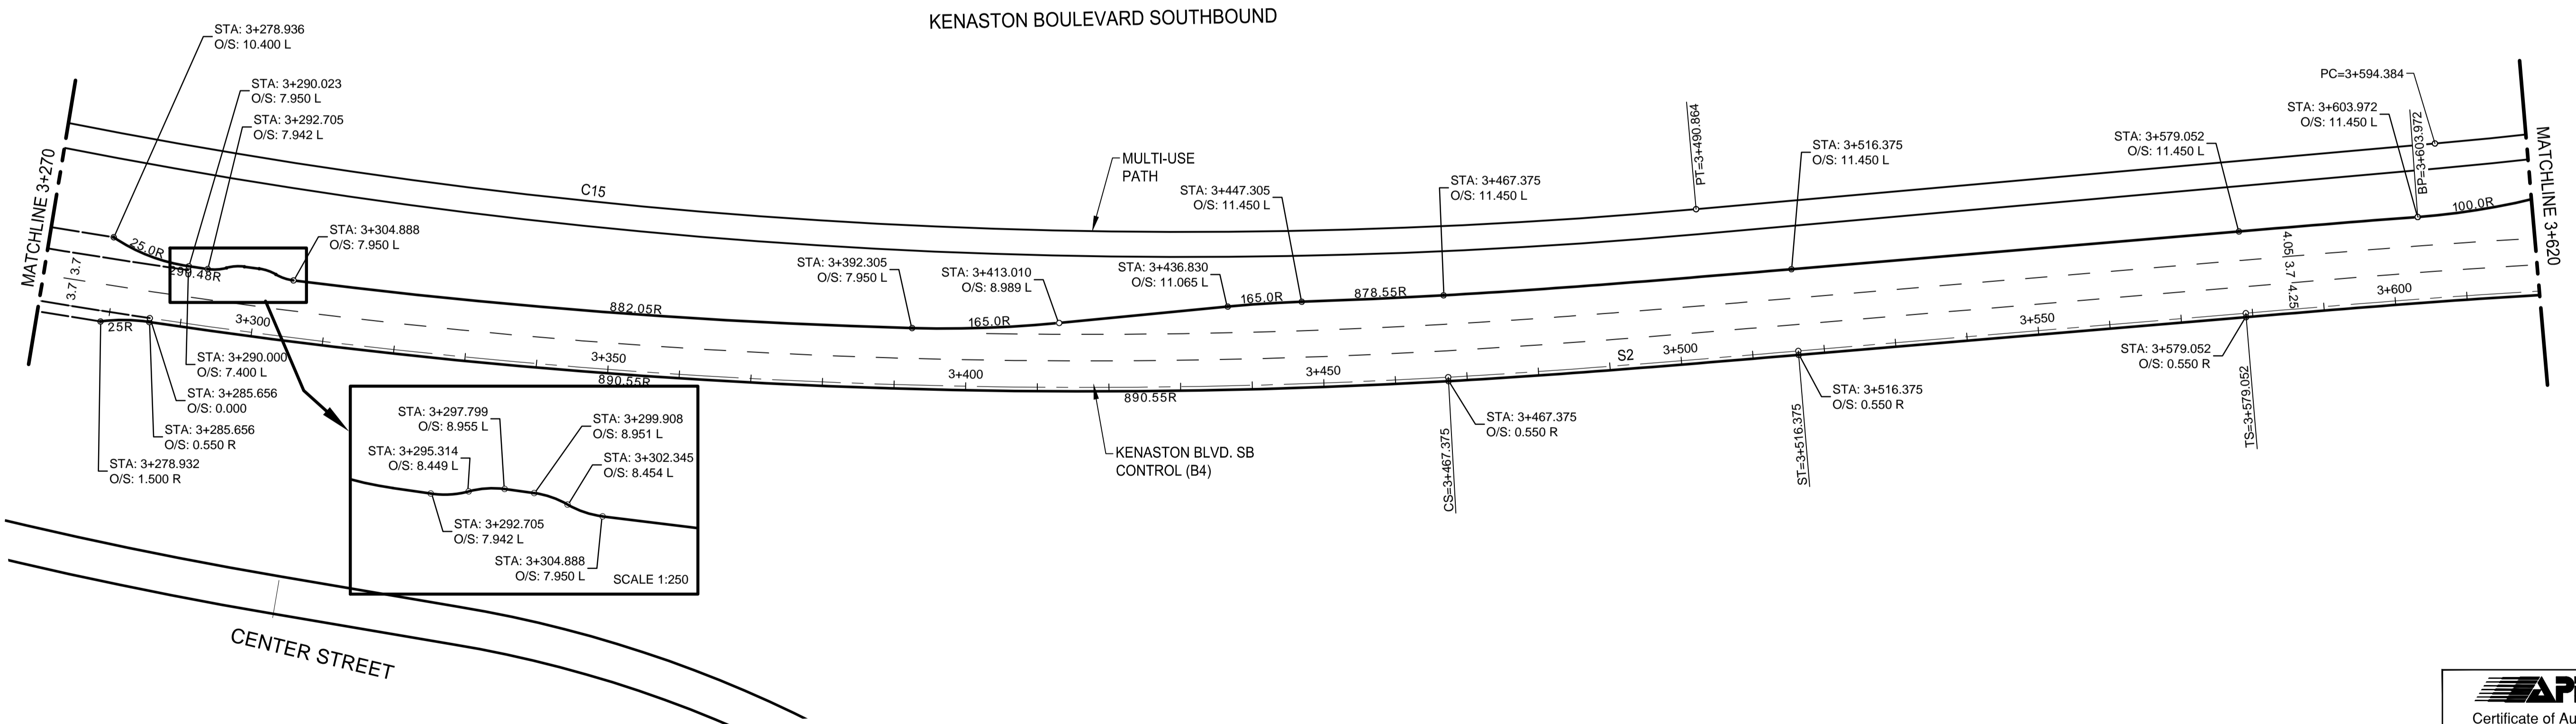 KENASTON BOULEVARD SOUTHBOUND
STA: 3+278.936
O/S: 10.400 L
STA: 3+290.023
O/S: 7.950 L
STA: 3+292.705
O/S: 7.942 L
STA: 3+304.888
O/S: 7.950 L
MATCHLINE 3+270
3.7
3.7
25.0R
290.48R
25R
3+300
C15
882.05R
3+350
890.55R
STA: 3+290.000
O/S: 7.400 L
STA: 3+285.656
O/S: 0.000
STA: 3+285.656
O/S: 0.550 R
STA: 3+278.932
O/S: 1.500 R
STA: 3+392.305
O/S: 7.950 L
STA: 3+413.010
O/S: 8.989 L
165.0R
3+400
MULTI-USE
PATH
STA: 3+436.830
O/S: 11.065 L
STA: 3+447.305
O/S: 11.450 L
165.0R
878.55R
STA: 3+467.375
O/S: 11.450 L
3+450
890.55R
KENASTON BLVD. SB
CONTROL (B4)
CS=3+467.375
STA: 3+467.375
O/S: 0.550 R
S2
3+500
PT=3+490.864
STA: 3+516.375
O/S: 11.450 L
ST=3+516.375
STA: 3+516.375
O/S: 0.550 R
3+550
STA: 3+579.052
O/S: 11.450 L
STA: 3+579.052
O/S: 0.550 R
TS=3+579.052
4.05
3.7
4.25
3+600
PC=3+594.384
STA: 3+603.972
O/S: 11.450 L
BP=3+603.972
100.0R
MATCHLINE 3+620
STA: 3+297.799
O/S: 8.955 L
STA: 3+299.908
O/S: 8.951 L
STA: 3+295.314
O/S: 8.449 L
STA: 3+302.345
O/S: 8.454 L
STA: 3+292.705
O/S: 7.942 L
STA: 3+304.888
O/S: 7.950 L
SCALE 1:250
CENTER STREET